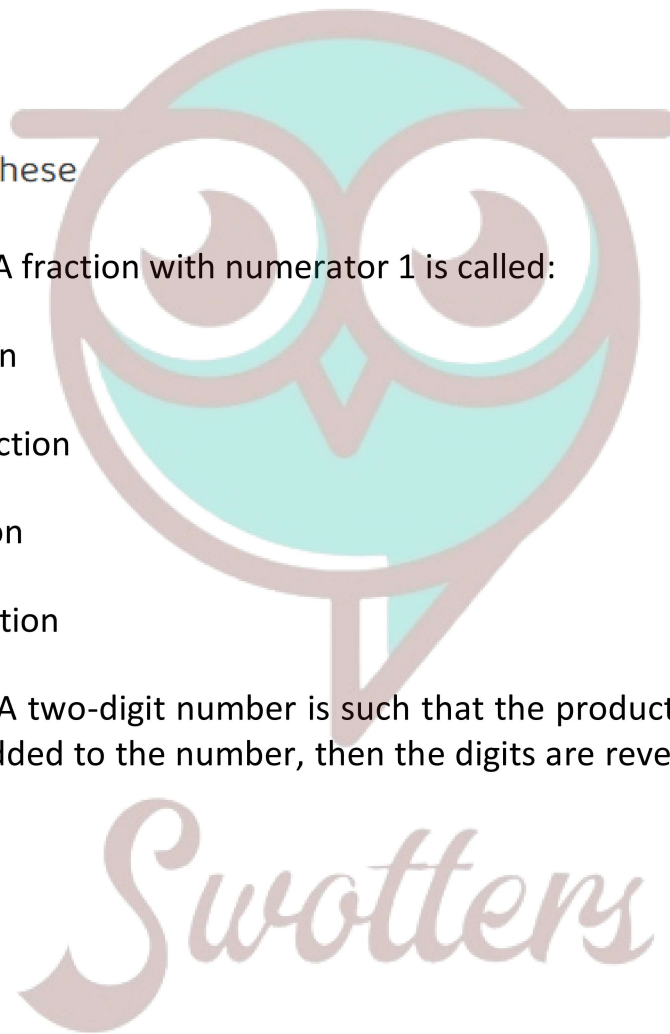 hese
A fraction with numerator 1 is called:
n
ction
on
tion
A two-digit number is such that the product
dded to the number, then the digits are reve
Swotters